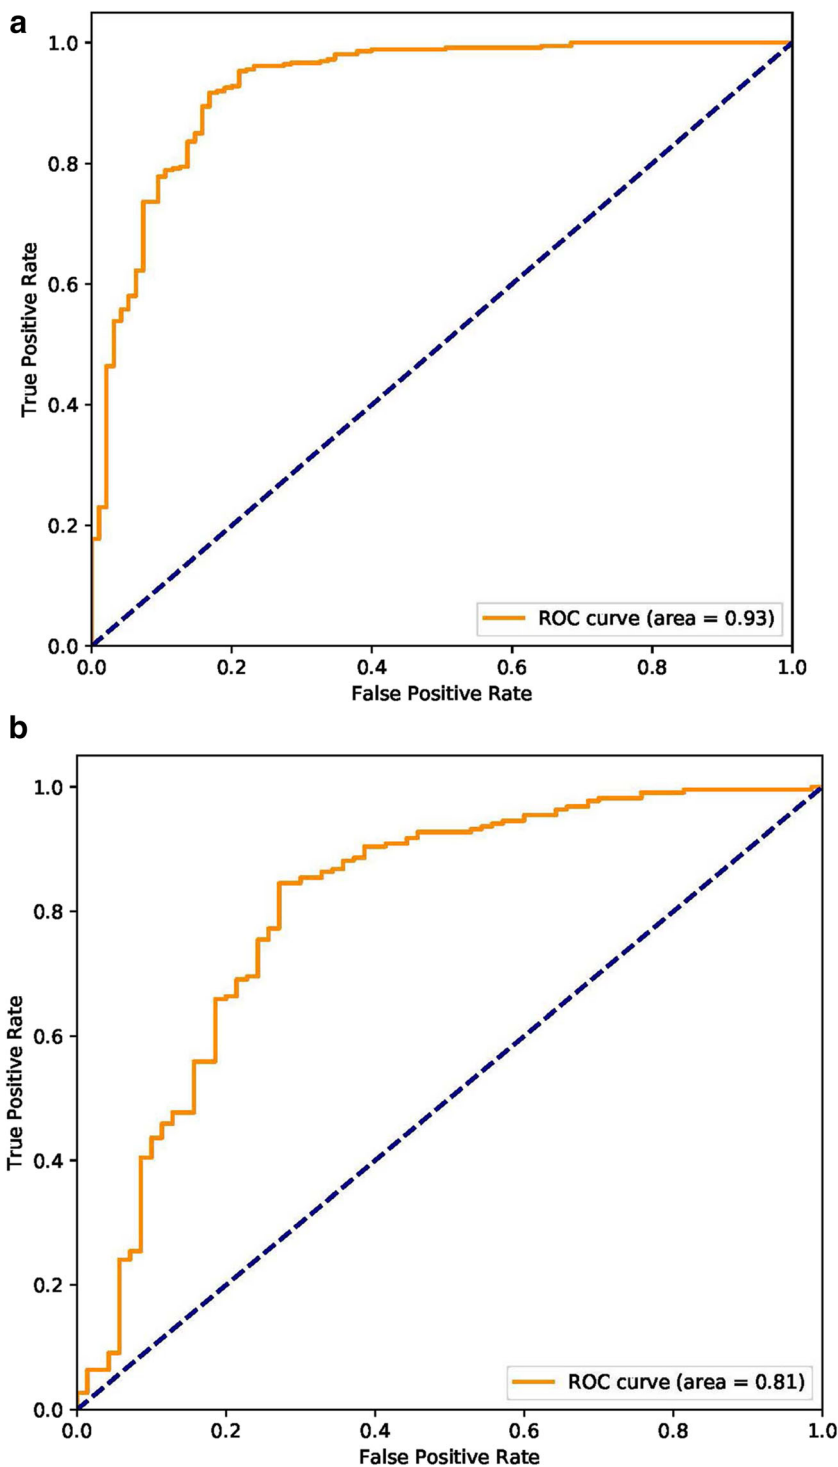 a
1.0
0.8
0.6
0.4
0.2
0.0
True Positive Rate
ROC curve (area = 0.93)
0.0 0.2 0.4 0.6 0.8 1.0
False Positive Rate
b
1.0
0.8
0.6
0.4
0.2
0.0
True Positive Rate
ROC curve (area = 0.81)
0.0 0.2 0.4 0.6 0.8 1.0
False Positive Rate